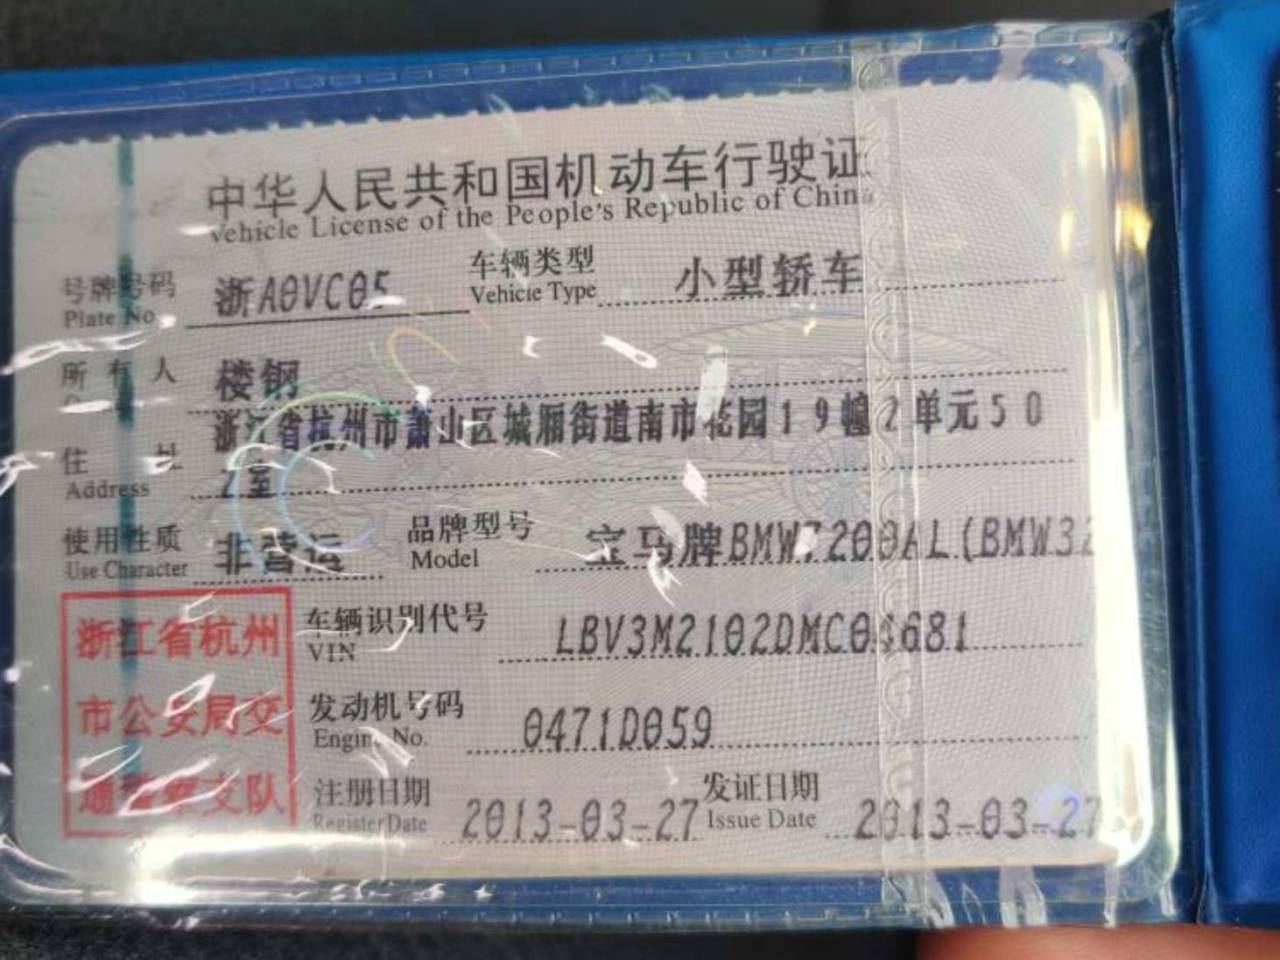 中华人民共和国机动车行驶证
Vehicle License of the People's Republic of China
号牌号码 浙A0VC05 车辆类型 小型轿车
Plate No. Vehicle Type
所有人 楼钢
浙江省杭州市萧山区城厢街道南市花园19幢2单元50
住址 7室
Address
使用性质 非营运 品牌型号 宝马牌BMW7200AL(BMW32
Use Character Model
浙江省杭州 车辆识别代号 LBV3M2102DMC04681
VIN
市公安局交 发动机号码 0471D059
Engine No.
通警察支队 注册日期 2013-03-27 发证日期 2013-03-27
Register Date Issue Date